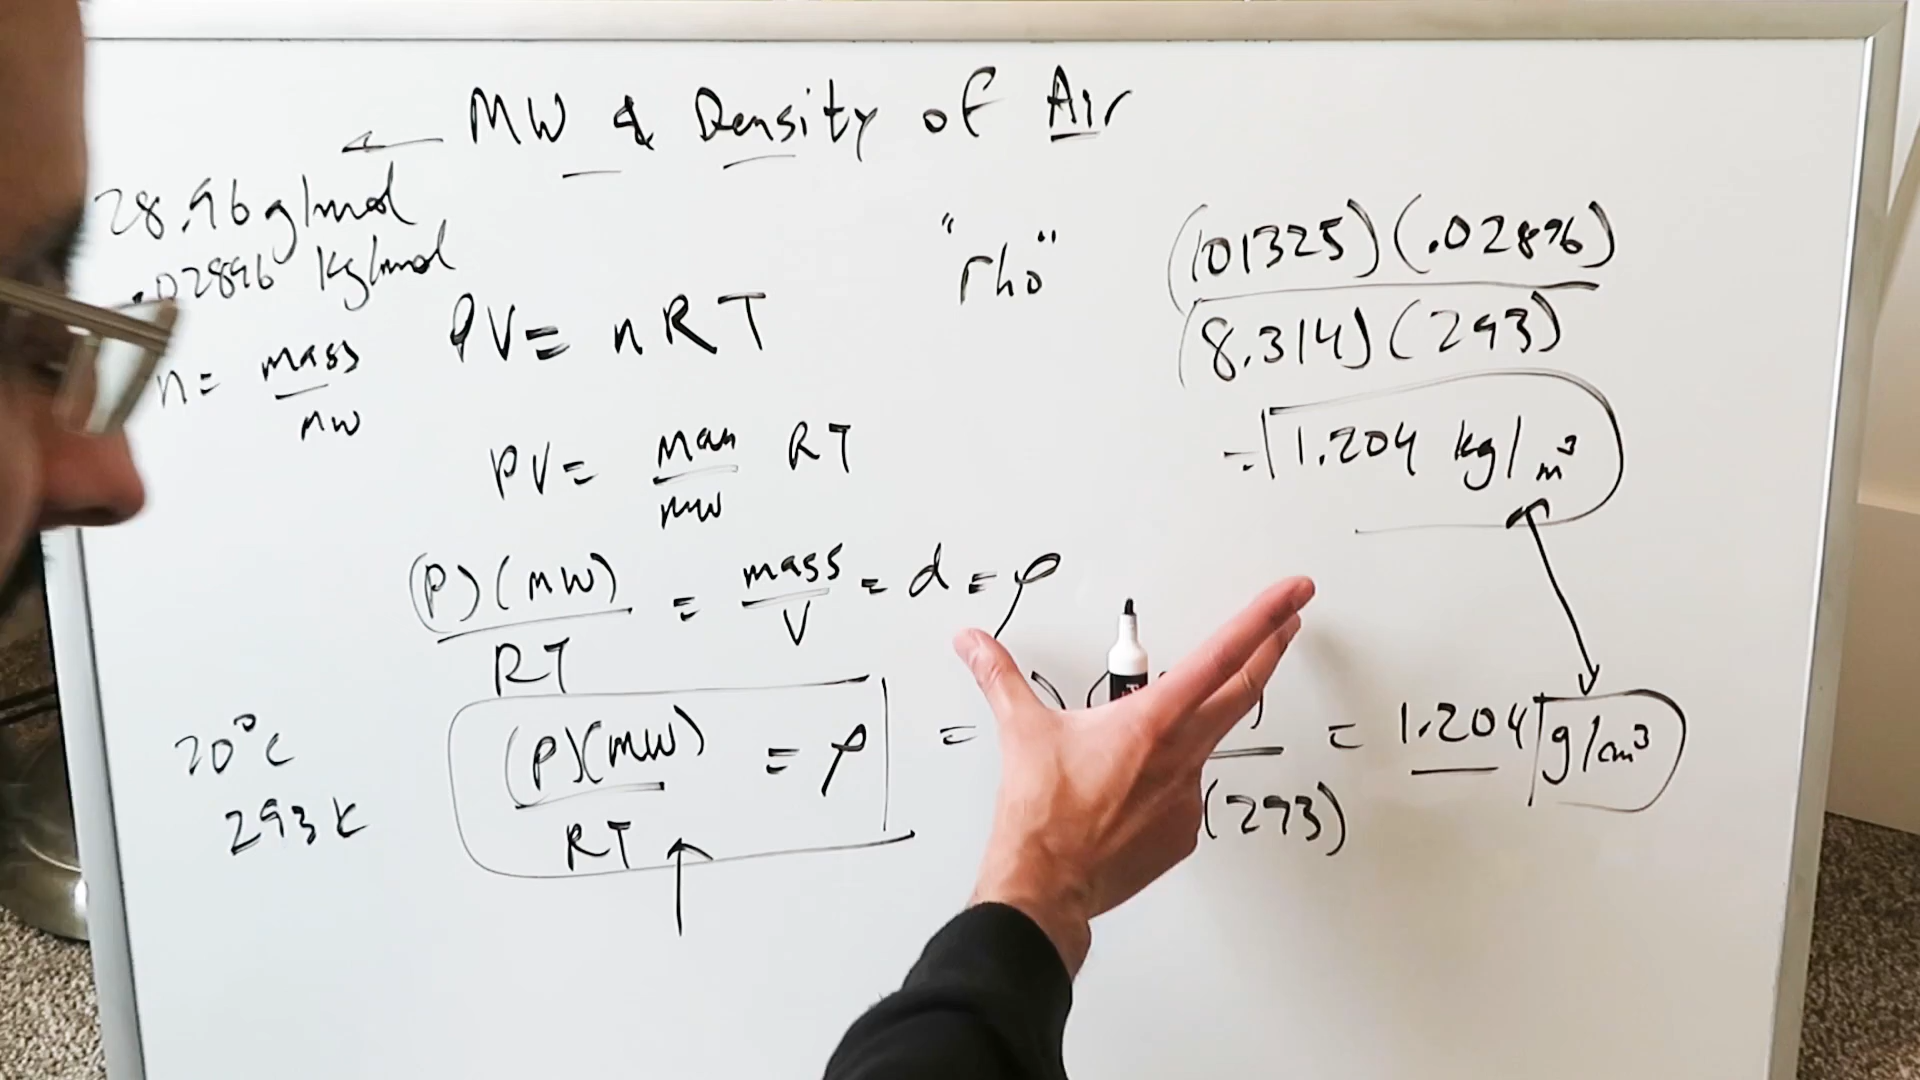 MW & Density of Air
28.96 g/mol
.02896 kg/mol
n = mass / MW
PV = nRT
"rho"
(101325)(.02896) / (8.314)(293)
= 1.204 kg/m³
PV = mass / MW RT
(P)(MW) / RT = mass / V = d = ρ
20°C
293 K
(P)(MW) / RT = ρ
= (293) = 1.204 g/cm³